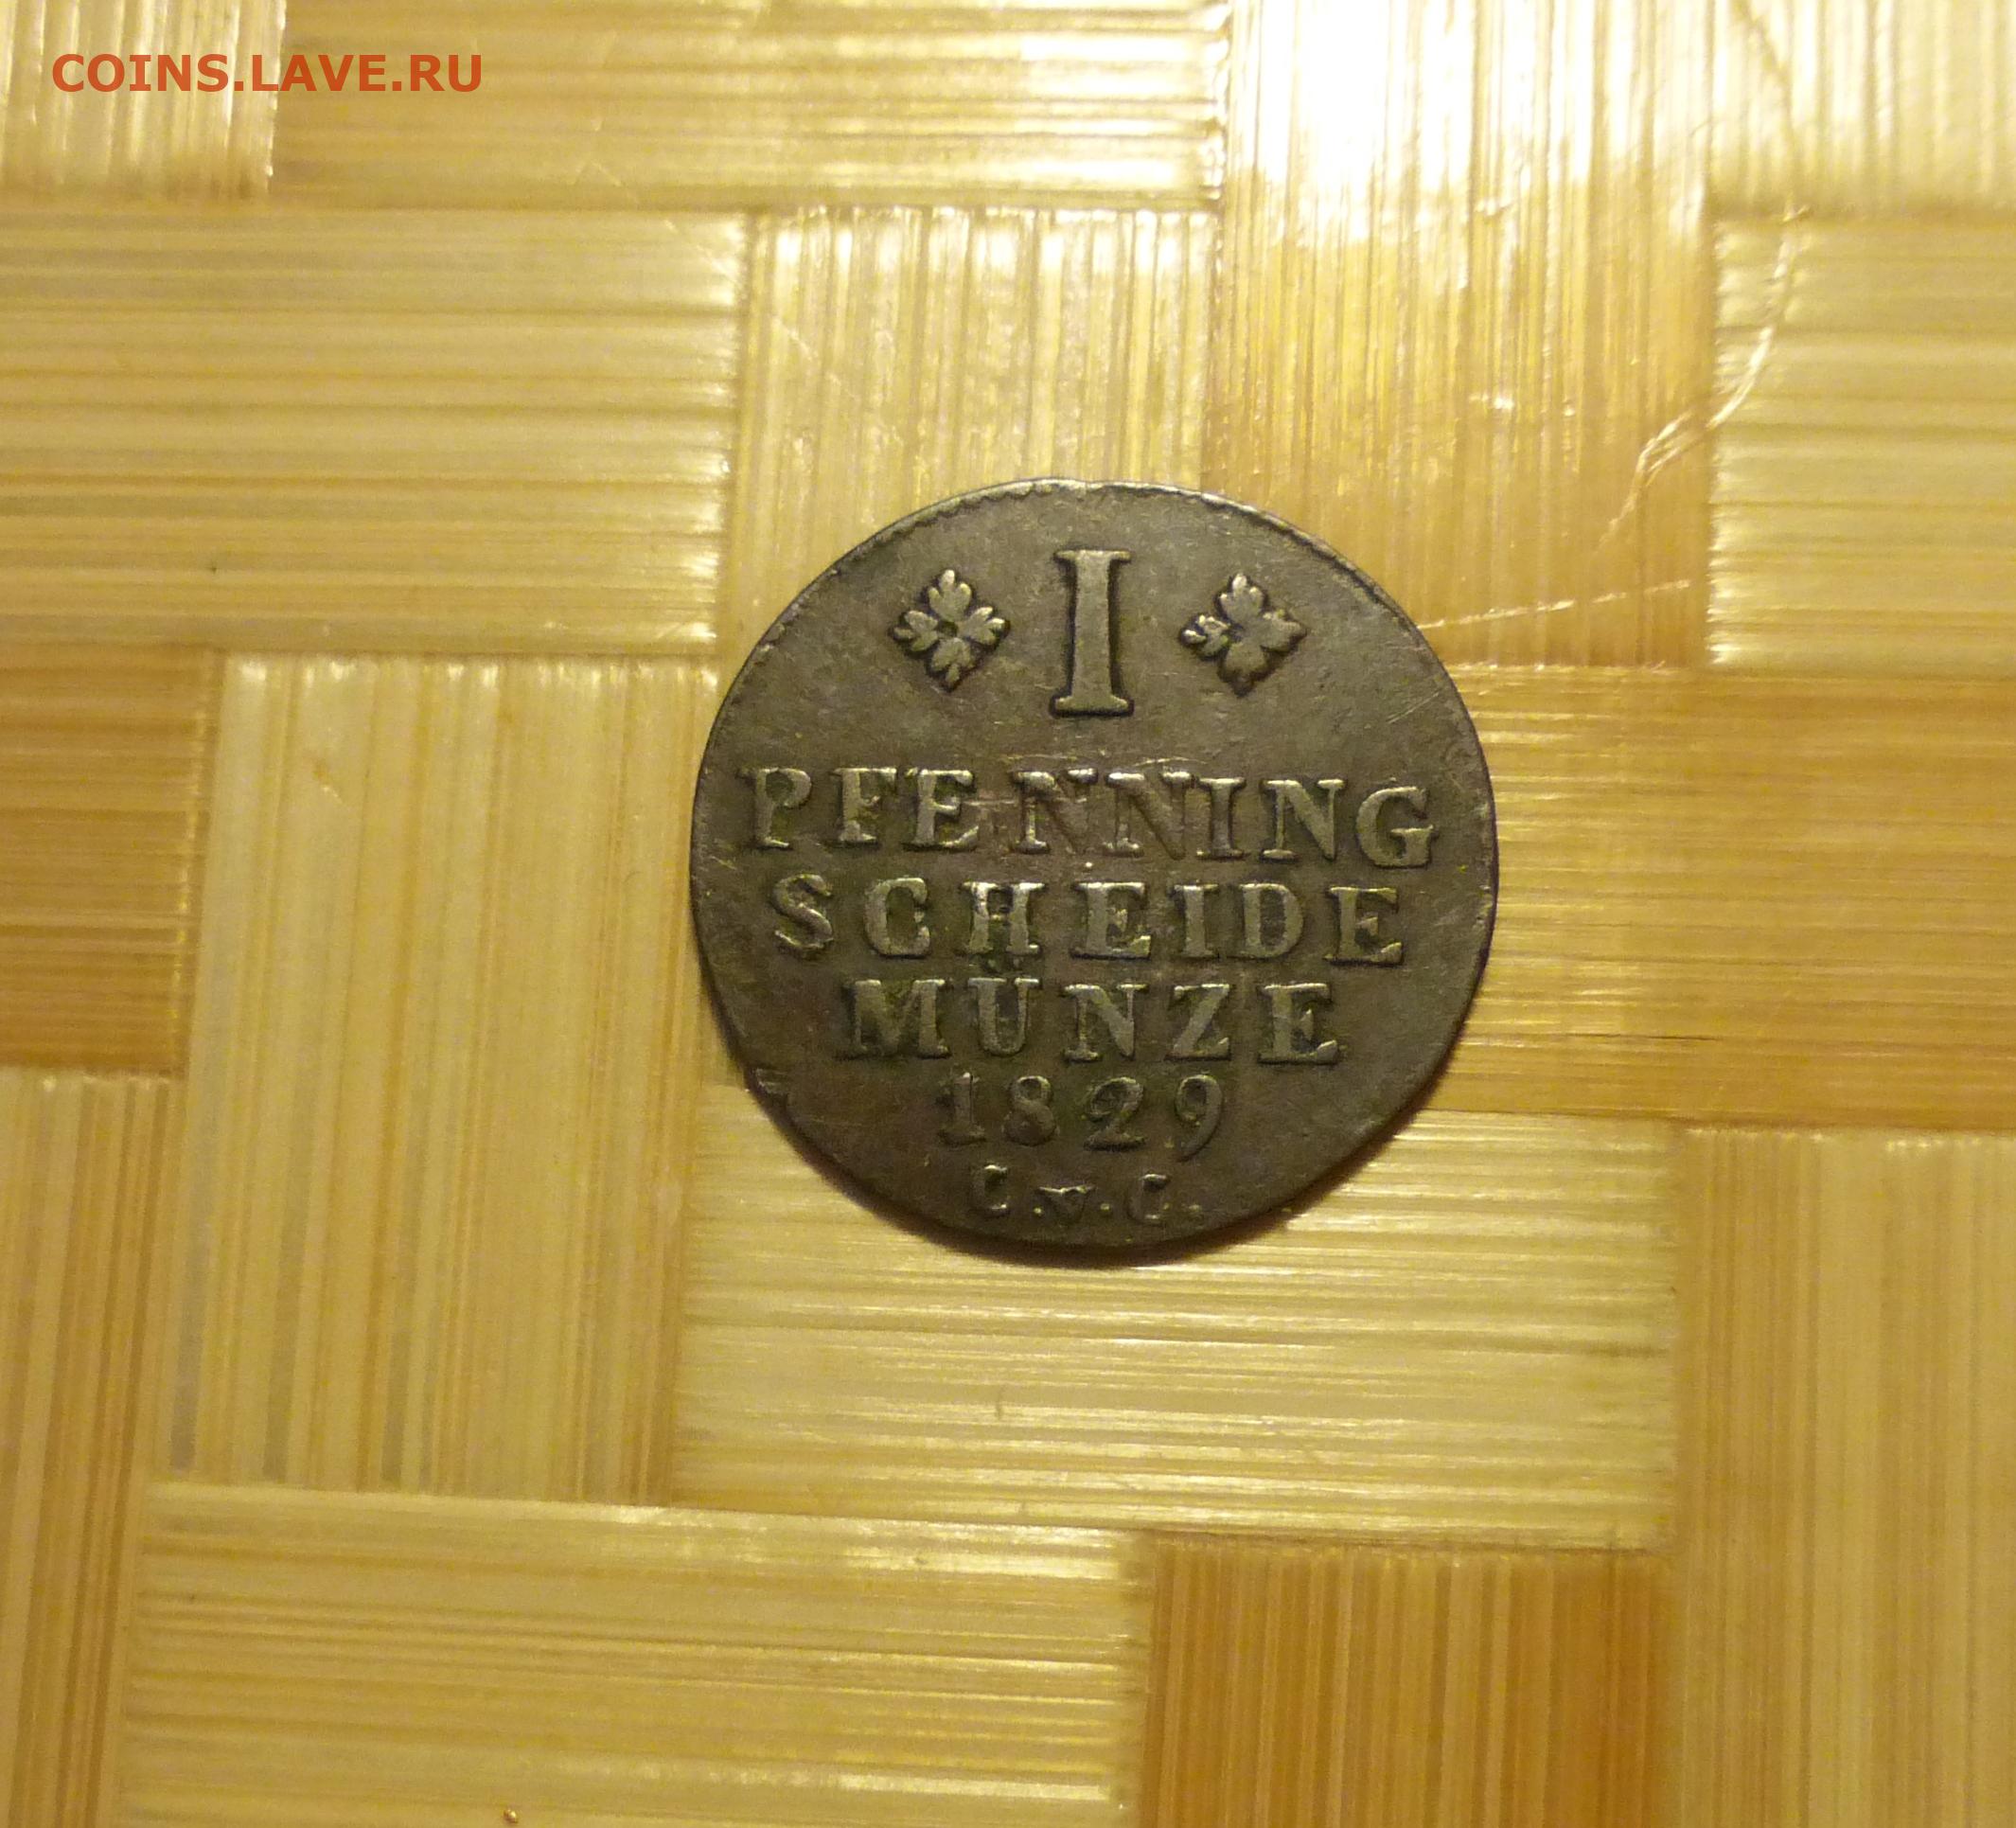 COINS.LAVE.RU
I
PFENNING
SCHEIDE
MÜNZE
1829
C.v.C.